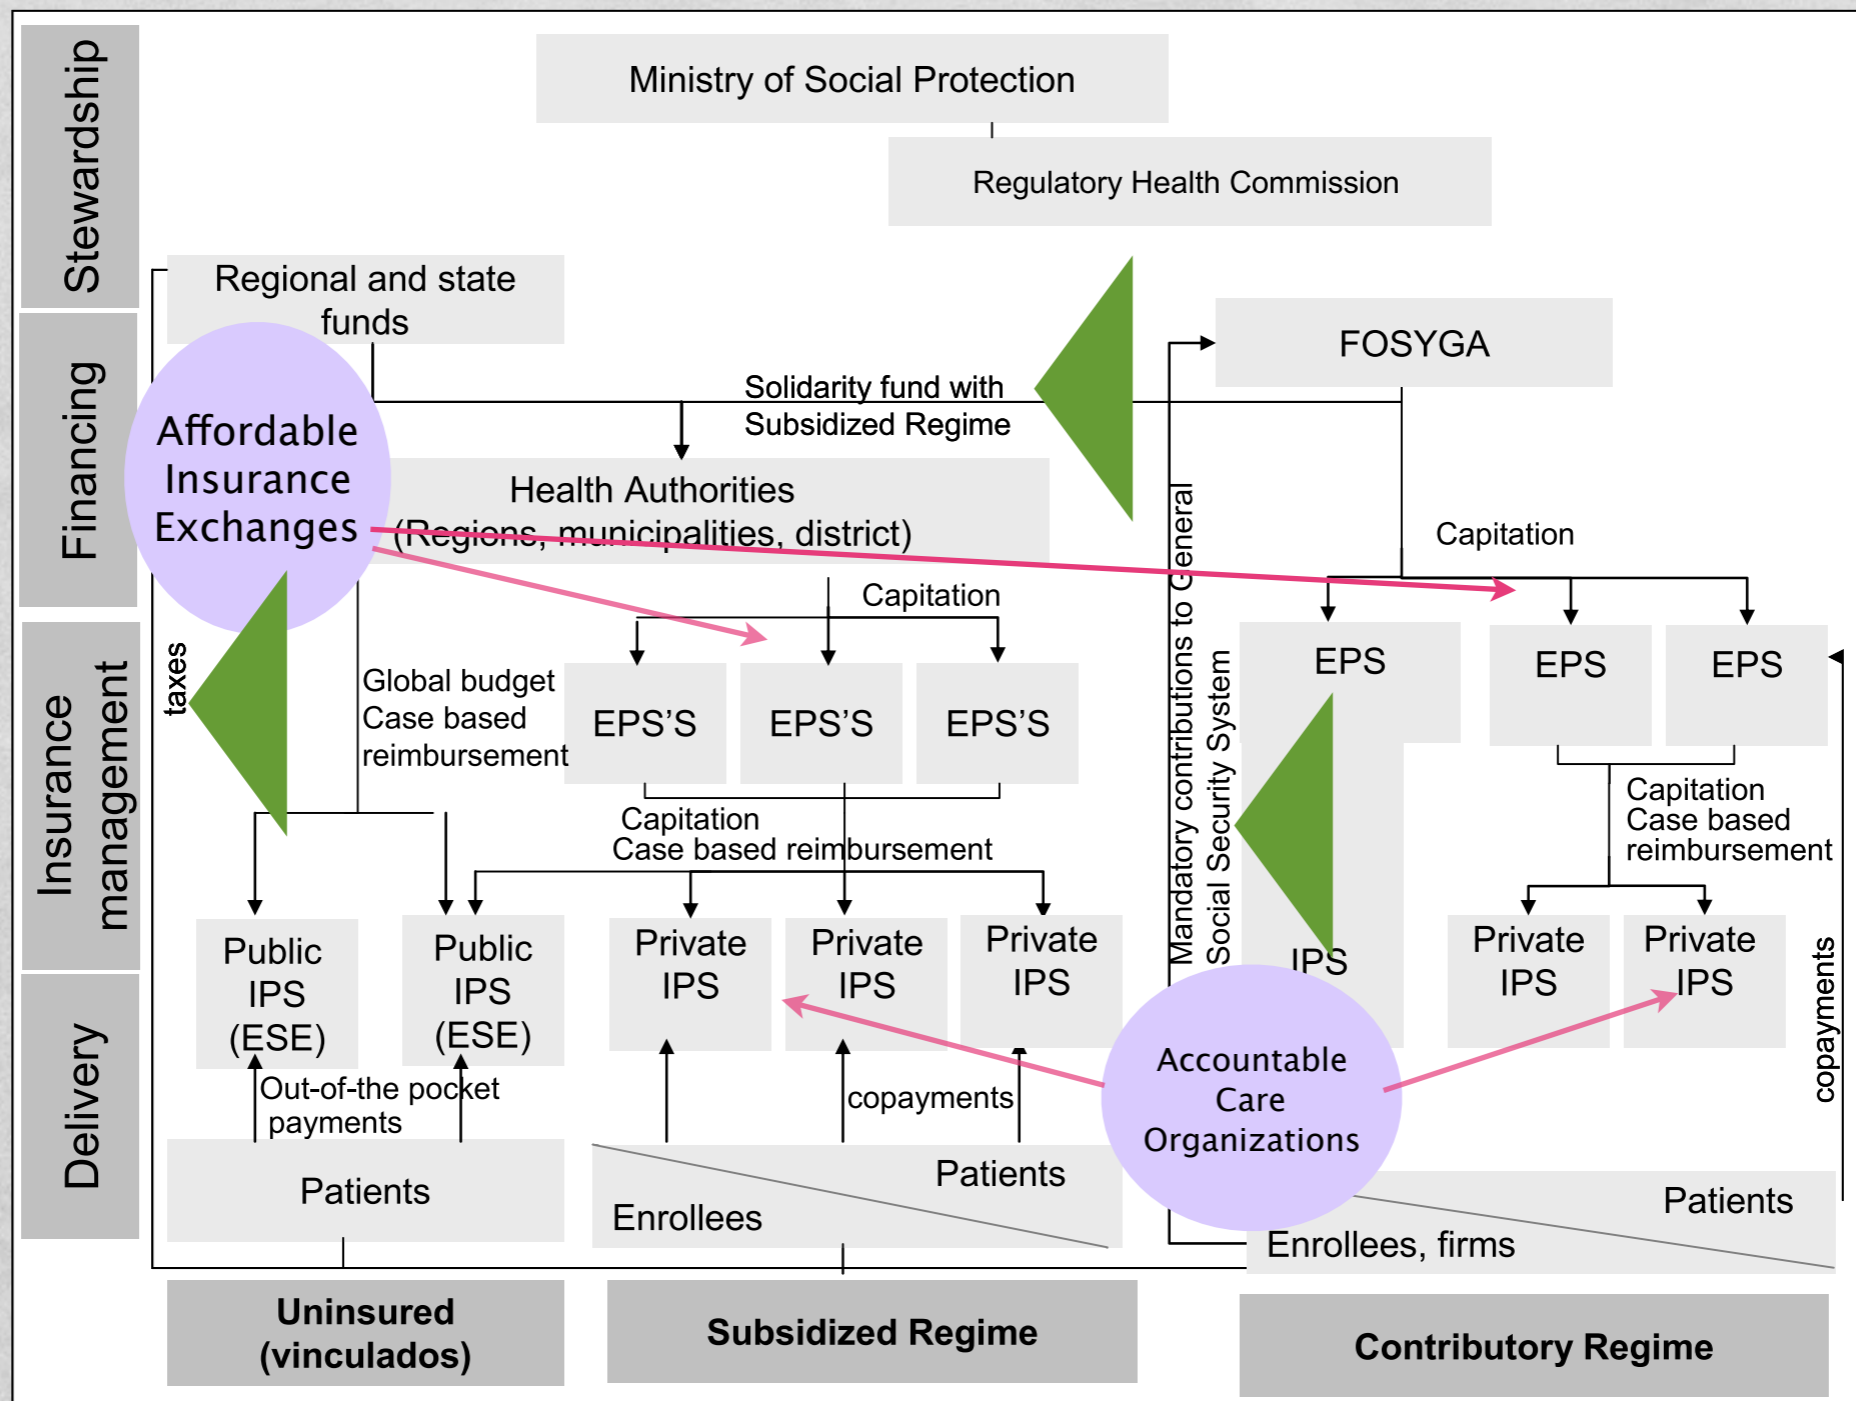 Stewardship
Financing
Insurance
management
Delivery
Ministry of Social Protection
Regulatory Health Commission
Regional and state
funds
FOSYGA
Solidarity fund with
Subsidized Regime
Affordable
Insurance
Exchanges
Health Authorities
(Regions, municipalities, district)
Capitation
Capitation
taxes
Global budget
Case based
reimbursement
EPS'S
EPS'S
EPS'S
Mandatory contributions to General
Social Security System
EPS
EPS
EPS
Capitation
Case based reimbursement
Capitation
Case based
reimbursement
Public
IPS
(ESE)
Public
IPS
(ESE)
Private
IPS
Private
IPS
Private
IPS
IPS
Private
IPS
Private
IPS
copayments
Out-of-the pocket
payments
copayments
Accountable
Care
Organizations
Patients
Patients
Enrollees
Patients
Enrollees, firms
Uninsured
(vinculados)
Subsidized Regime
Contributory Regime